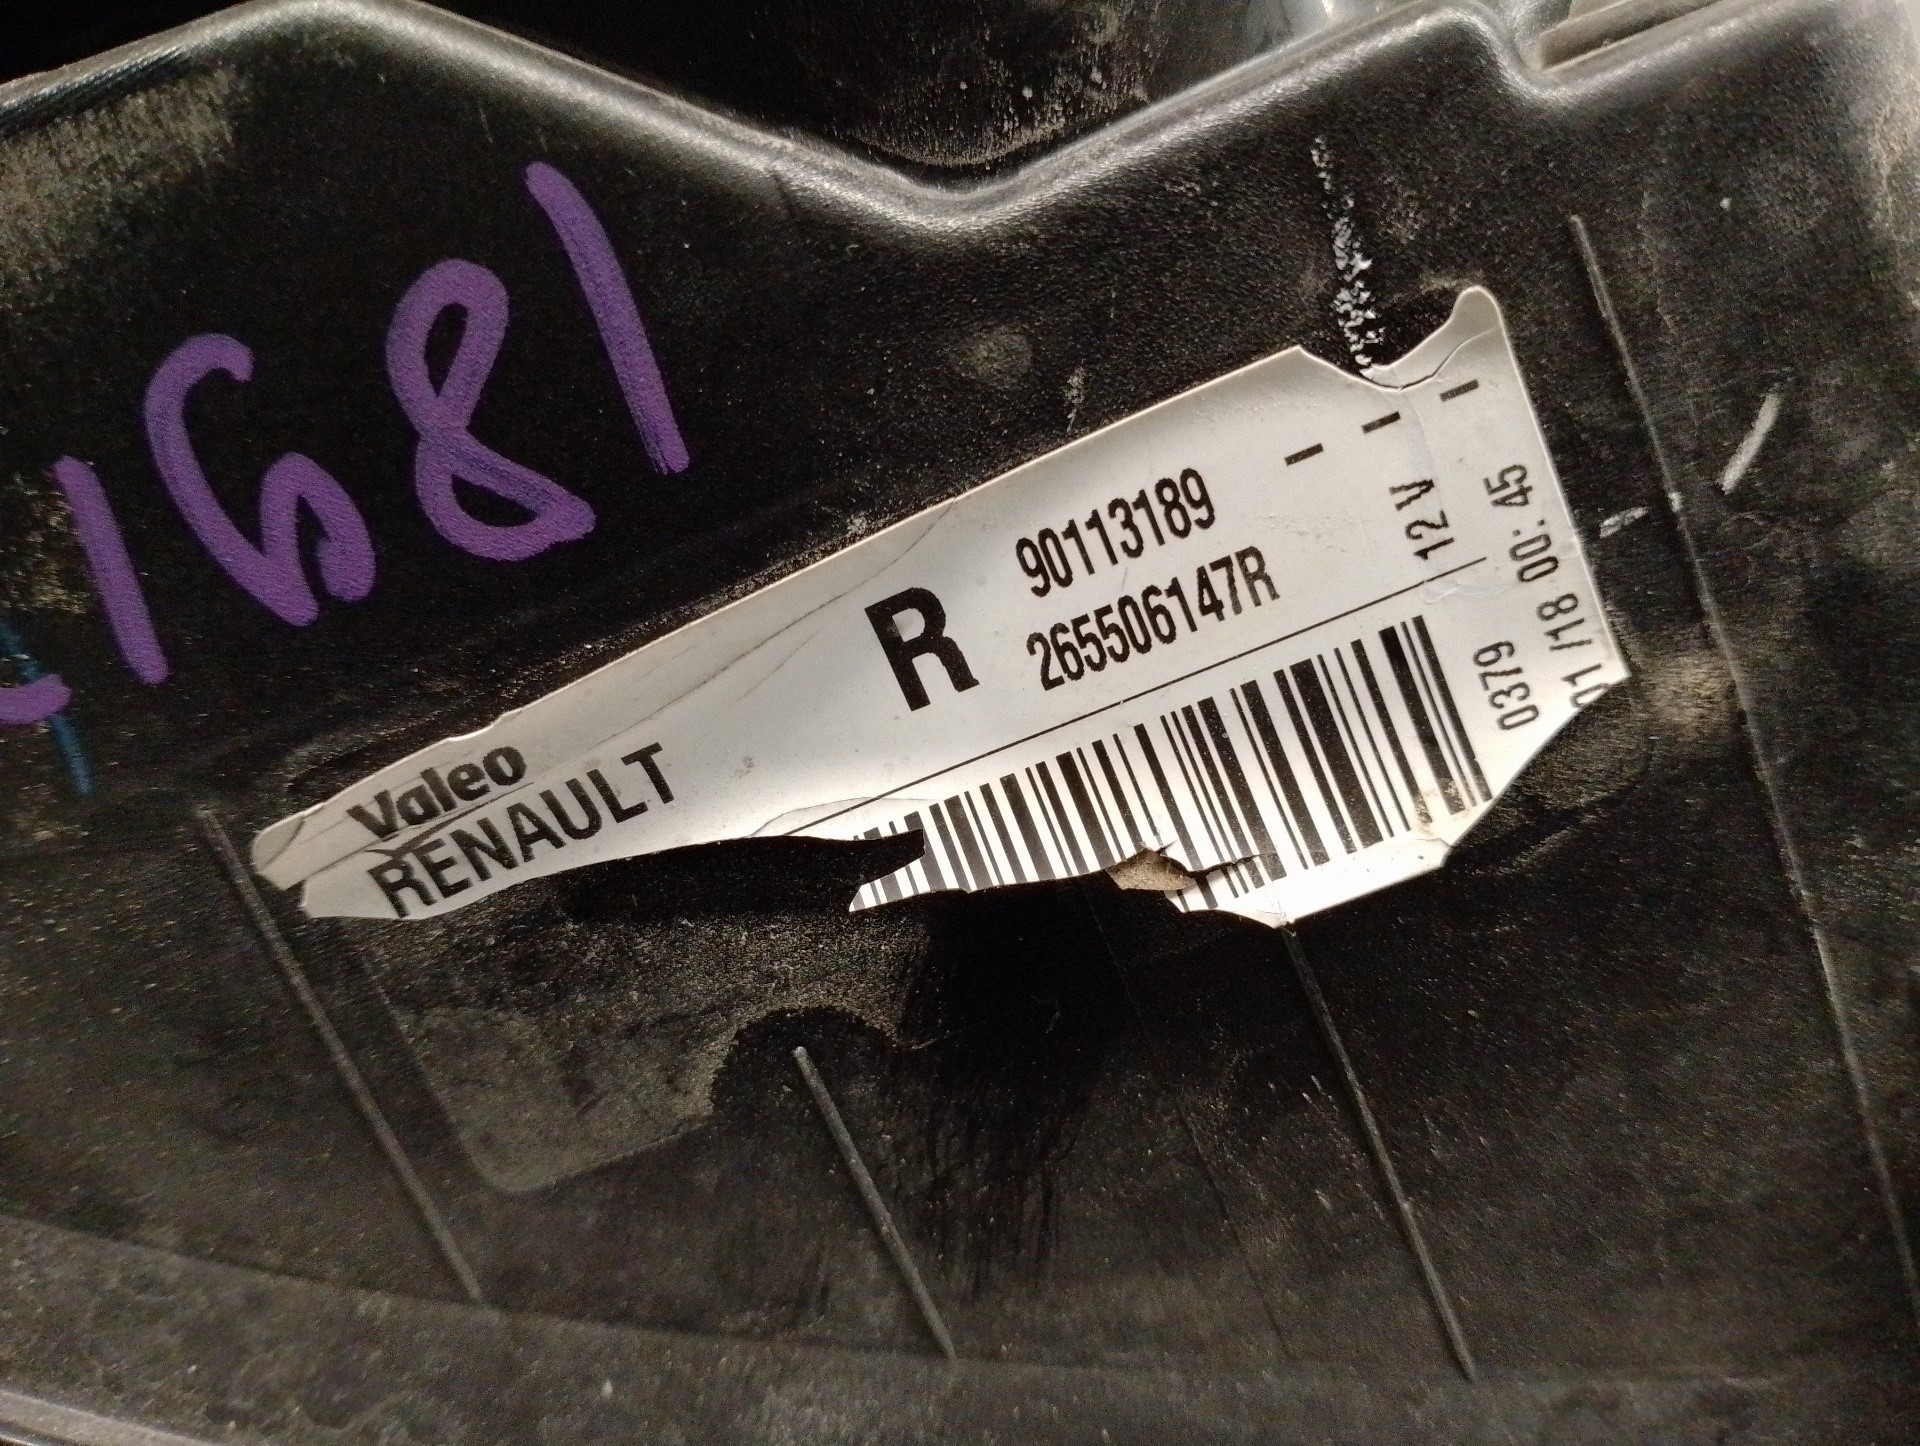 1681
Valeo
RENAULT
R
90113189
265506147R
12 V
0379
01/18 00:45